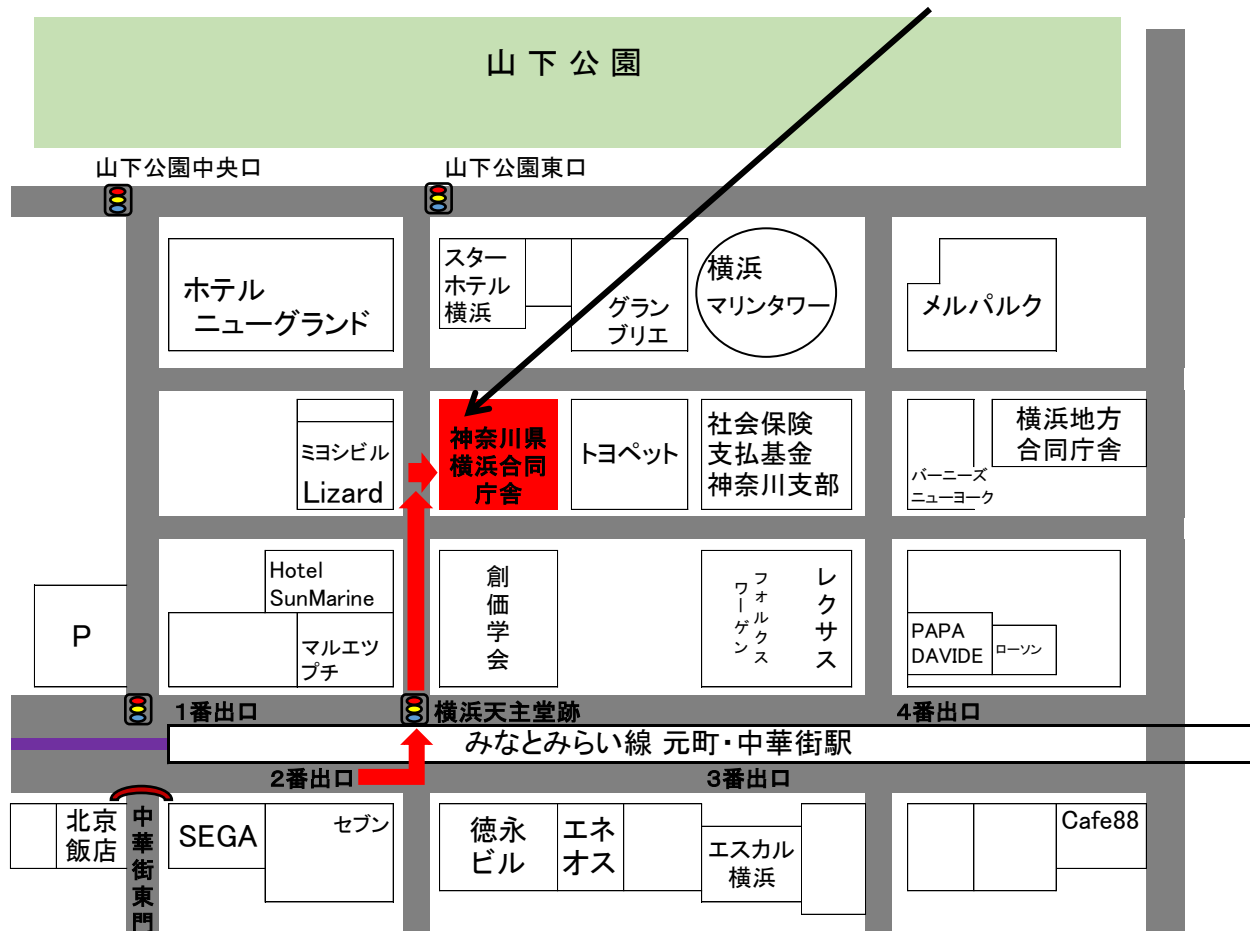 山下公園
山下公園中央口
山下公園東口
ホテル
ニューグランド
スター
ホテル
横浜
グラン
ブリエ
横浜
マリンタワー
メルパルク
ミヨシビル
Lizard
神奈川県
横浜合同
庁舎
トヨペット
社会保険
支払基金
神奈川支部
バーニーズ
ニューヨーク
横浜地方
合同庁舎
P
Hotel
SunMarine
マルエツ
プチ
創価学会
フォルクス
ワーゲン
レクサス
PAPA
DAVIDE
ローソン
1番出口
横浜天主堂跡
4番出口
みなとみらい線 元町・中華街駅
2番出口
3番出口
北京
飯店
中華街東門
SEGA
セブン
徳永
ビル
エネ
オス
エスカル
横浜
Cafe88